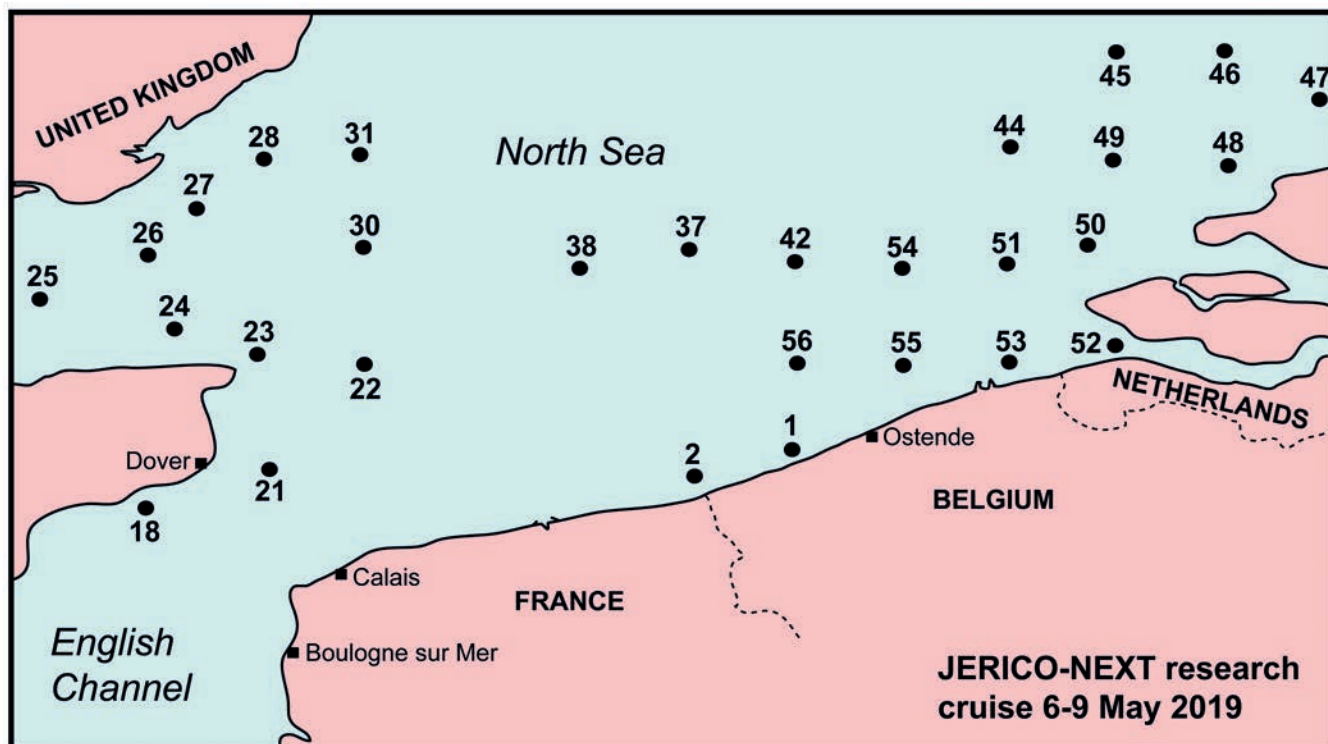 UNITED KINGDOM
North Sea
45
46
47
28
31
44
49
48
27
26
30
38
37
42
54
51
50
25
24
23
22
56
55
53
52
NETHERLANDS
Dover
21
18
2
1
Ostende
BELGIUM
Calais
FRANCE
English
Channel
Boulogne sur Mer
JERICO-NEXT research
cruise 6-9 May 2019